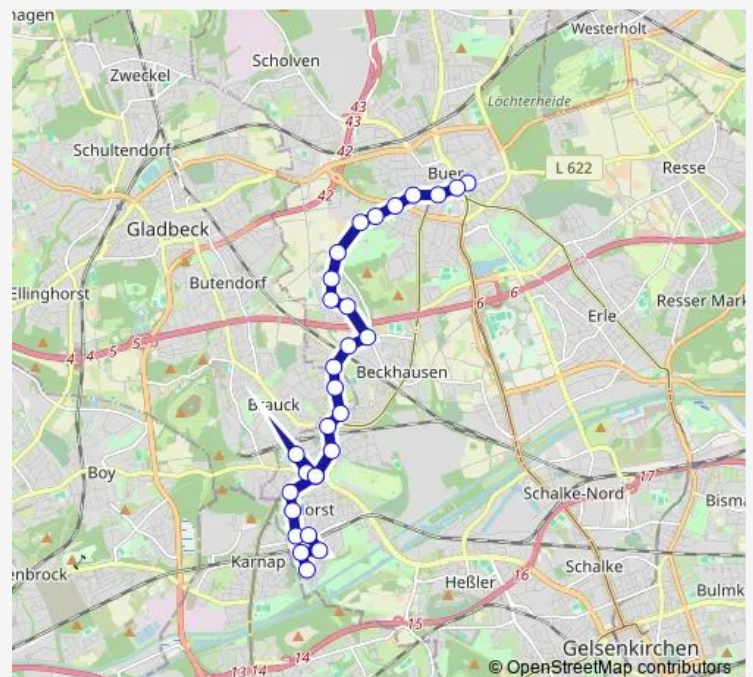 hagen
Westerholt
Scholven
Zweckel
Löchterheide
43
43
Schultendorf
42
Buer
L 622
Resse
42
Gladbeck
Butendorf
Ellinghorst
6
6
Resser Mark
Erle
4
4
5
5
Beckhausen
Brauck
Boy
17
Schalke-Nord
Bism
orst
Karnap
enbrock
16
Schalke
Heßler
Bulmk
15
Gelsenkirchen
13 14
© OpenStreetMap contributors